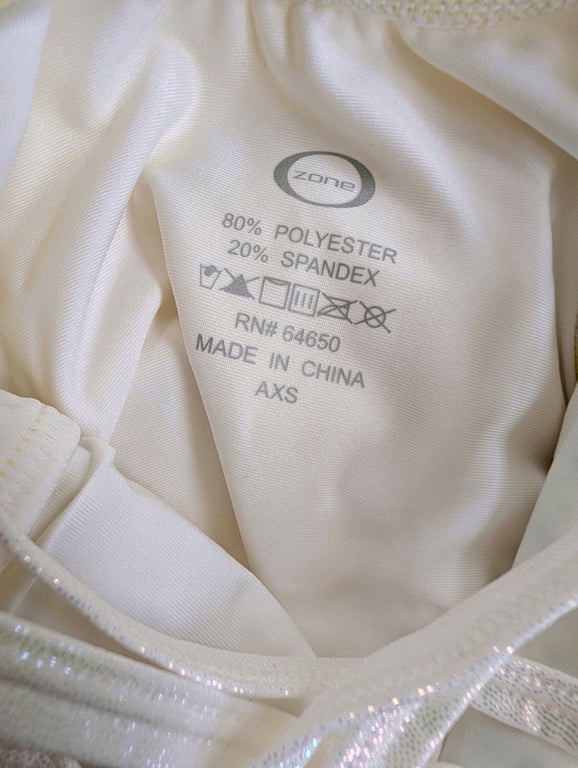 O zone
80% POLYESTER
20% SPANDEX
RN# 64650
MADE IN CHINA
AXS